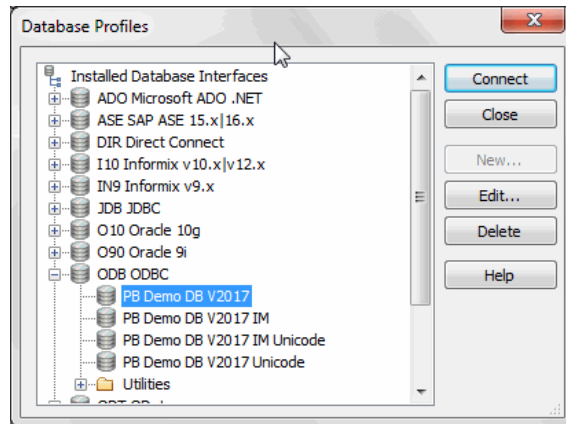 Database Profiles
Installed Database Interfaces
ADO Microsoft ADO .NET
ASE SAP ASE 15.x|16.x
DIR Direct Connect
I10 Informix v10.x|v12.x
IN9 Informix v9.x
JDB JDBC
O10 Oracle 10g
O90 Oracle 9i
ODB ODBC
PB Demo DB V2017
PB Demo DB V2017 IM
PB Demo DB V2017 IM Unicode
PB Demo DB V2017 Unicode
Utilities
Connect
Close
New...
Edit...
Delete
Help